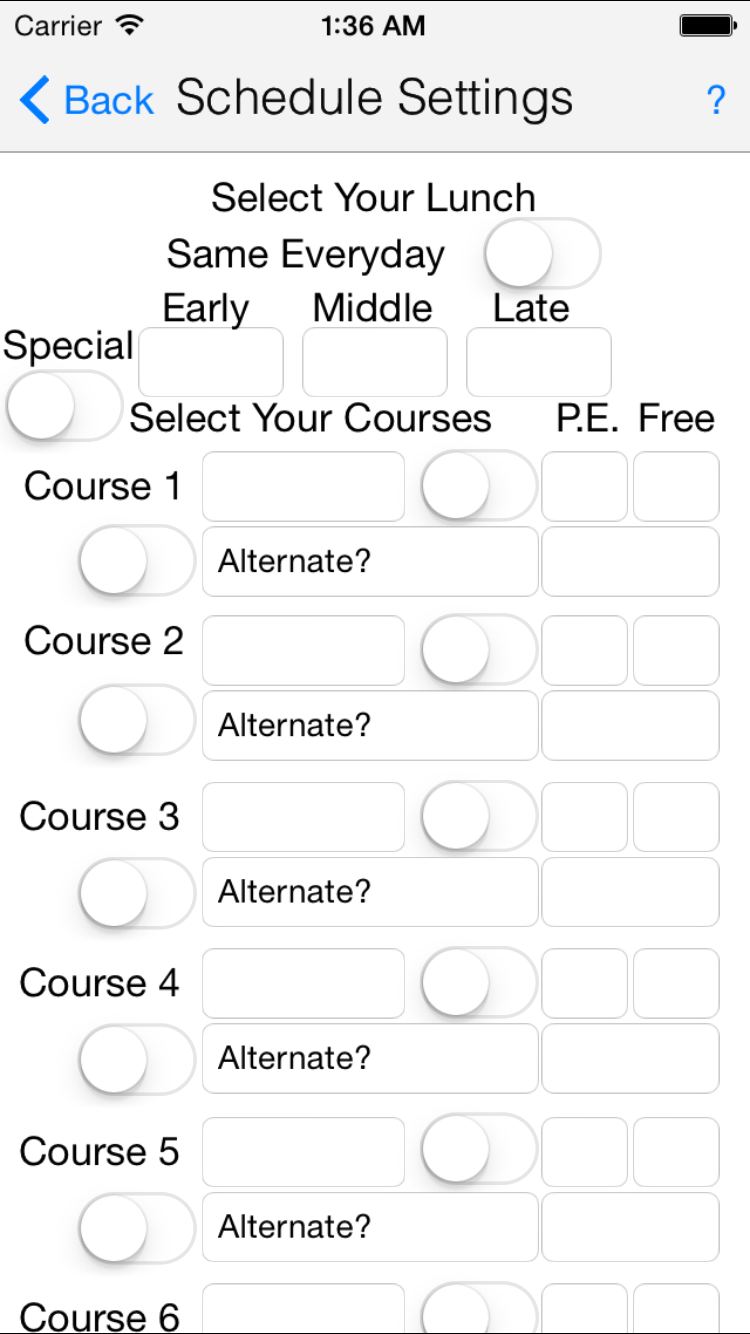 Carrier 1:36 AM
Back Schedule Settings ?
Select Your Lunch
Same Everyday
Early Middle Late
Special
Select Your Courses P.E. Free
Course 1
Alternate?
Course 2
Alternate?
Course 3
Alternate?
Course 4
Alternate?
Course 5
Alternate?
Course 6